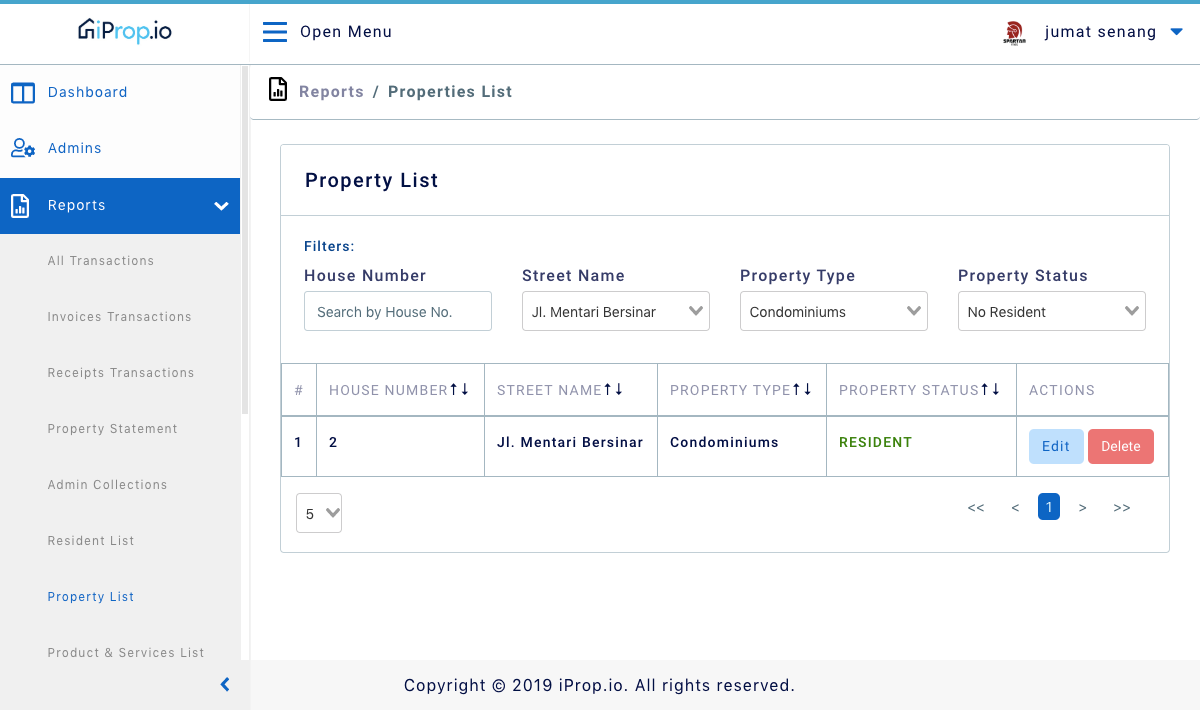 iProp.io
Open Menu
SPARTAN
jumat senang
Dashboard
Admins
Reports
All Transactions
Invoices Transactions
Receipts Transactions
Property Statement
Admin Collections
Resident List
Property List
Product & Services List
Reports / Properties List
Property List
Filters:
House Number Street Name Property Type Property Status
Search by House No. Jl. Mentari Bersinar Condominiums No Resident
# HOUSE NUMBER↑↓ STREET NAME↑↓ PROPERTY TYPE↑↓ PROPERTY STATUS↑↓ ACTIONS
1 2 Jl. Mentari Bersinar Condominiums RESIDENT Edit Delete
5 << < 1 > >>
Copyright © 2019 iProp.io. All rights reserved.